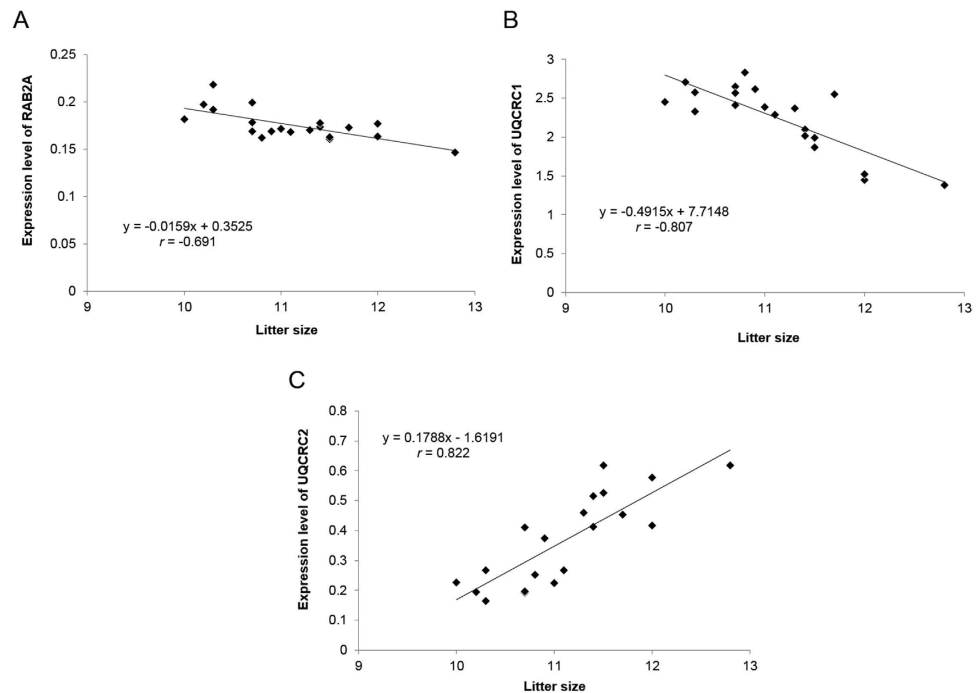 A
Expression level of RAB2A
0.25
0.2
0.15
0.1
0.05
0
y = -0.0159x + 0.3525
r = -0.691
9
10
11
12
13
Litter size
B
Expression level of UQCRC1
3
2.5
2
1.5
1
0.5
0
y = -0.4915x + 7.7148
r = -0.807
9
10
11
12
13
Litter size
C
Expression level of UQCRC2
0.8
0.7
0.6
0.5
0.4
0.3
0.2
0.1
0
y = 0.1788x - 1.6191
r = 0.822
9
10
11
12
13
Litter size